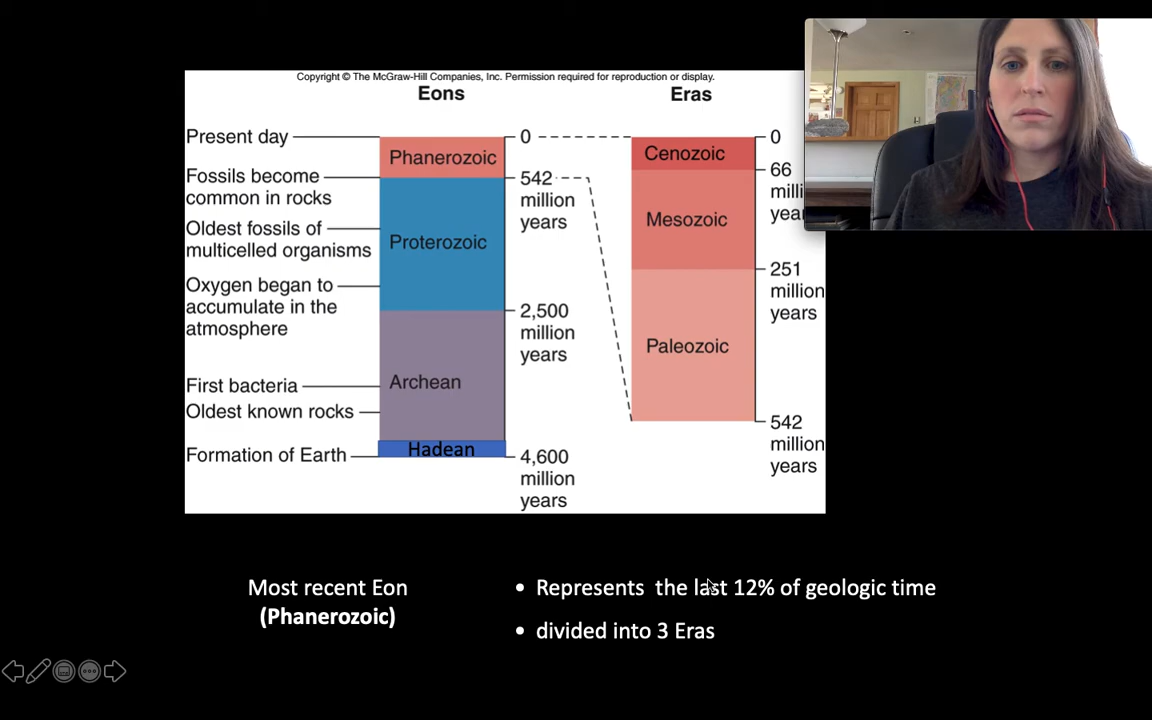 Copyright © The McGraw-Hill Companies, Inc. Permission required for reproduction or display.
Eons
Eras
Present day
Fossils become
common in rocks
Oldest fossils of
multicelled organisms
Oxygen began to
accumulate in the
atmosphere
First bacteria
Oldest known rocks
Formation of Earth
Phanerozoic
Proterozoic
Archean
Hadean
0
542
million
years
2,500
million
years
4,600
million
years
Cenozoic
Mesozoic
Paleozoic
0
66
251
million
years
542
million
years
Most recent Eon
(Phanerozoic)
• Represents the last 12% of geologic time
• divided into 3 Eras